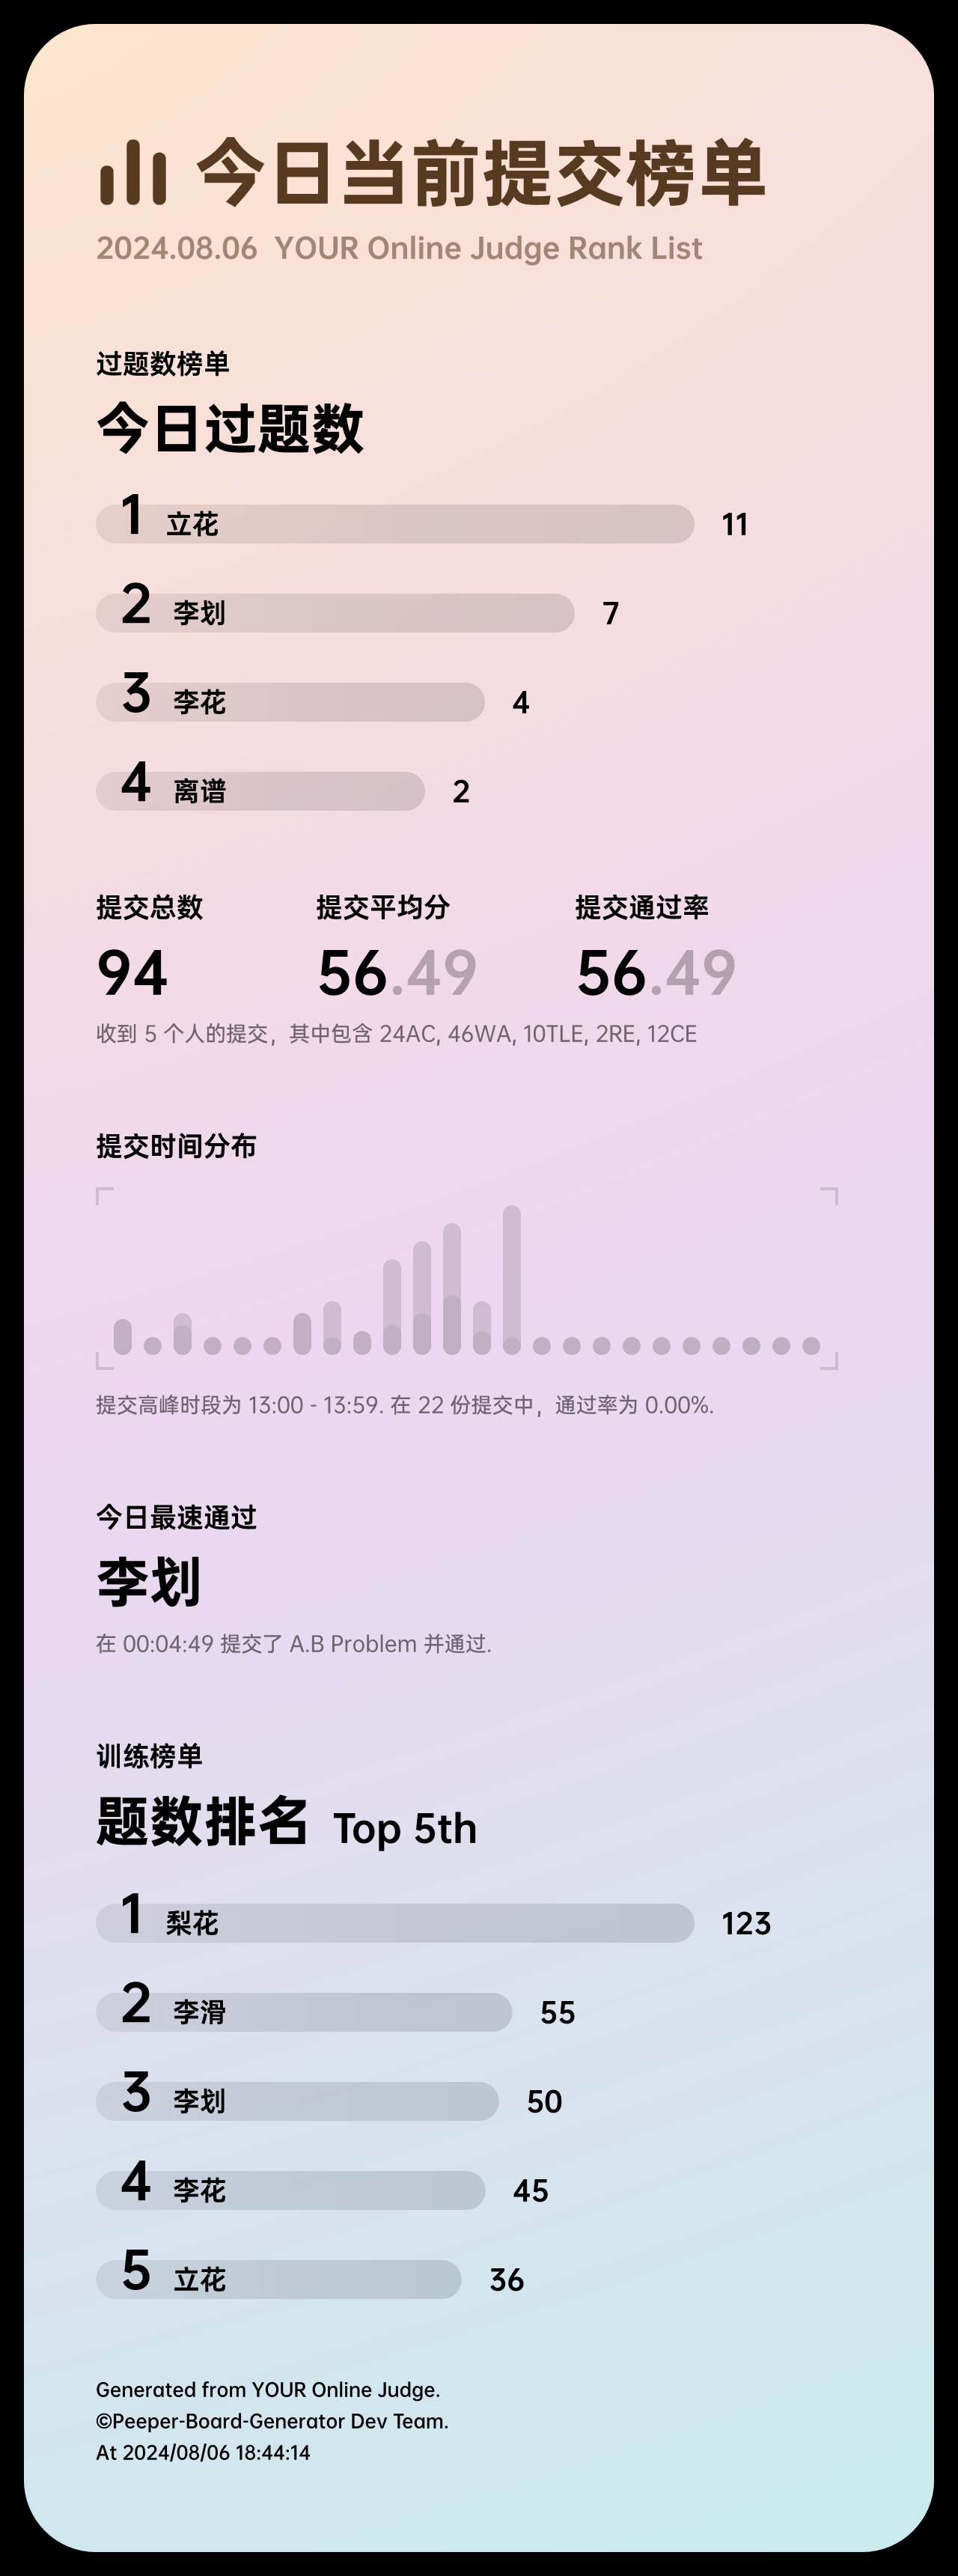 今日当前提交榜单
2024.08.06 YOUR Online Judge Rank List
过题数榜单
今日过题数
1 立花 11
2 李划 7
3 李花 4
4 离谱 2
提交总数 提交平均分 提交通过率
94 56.49 56.49
收到 5 个人的提交，其中包含 24AC, 46WA, 10TLE, 2RE, 12CE
提交时间分布
提交高峰时段为 13:00 - 13:59. 在 22 份提交中，通过率为 0.00%.
今日最速通过
李划
在 00:04:49 提交了 A.B Problem 并通过.
训练榜单
题数排名 Top 5th
1 梨花 123
2 李滑 55
3 李划 50
4 李花 45
5 立花 36
Generated from YOUR Online Judge.
©Peeper-Board-Generator Dev Team.
At 2024/08/06 18:44:14